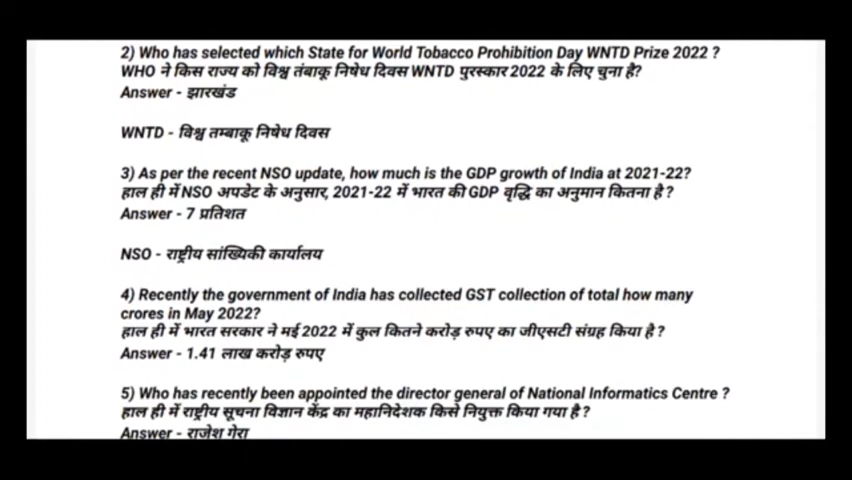 2) Who has selected which State for World Tobacco Prohibition Day WNTD Prize 2022 ?
WHO ने किस राज्य को विश्व तंबाकू निषेध दिवस WNTD पुरस्कार 2022 के लिए चुना है?
Answer - झारखंड
WNTD - विश्व तम्बाकू निषेध दिवस
3) As per the recent NSO update, how much is the GDP growth of India at 2021-22?
हाल ही में NSO अपडेट के अनुसार, 2021-22 में भारत की GDP वृद्धि का अनुमान कितना है?
Answer - 7 प्रतिशत
NSO - राष्ट्रीय सांख्यिकी कार्यालय
4) Recently the government of India has collected GST collection of total how many
crores in May 2022?
हाल ही में भारत सरकार ने मई 2022 में कुल कितने करोड़ रुपए का जीएसटी संग्रह किया है?
Answer - 1.41 लाख करोड़ रुपए
5) Who has recently been appointed the director general of National Informatics Centre ?
हाल ही में राष्ट्रीय सूचना विज्ञान केंद्र का महानिदेशक किसे नियुक्त किया गया है?
Answer - राजेश गेरा